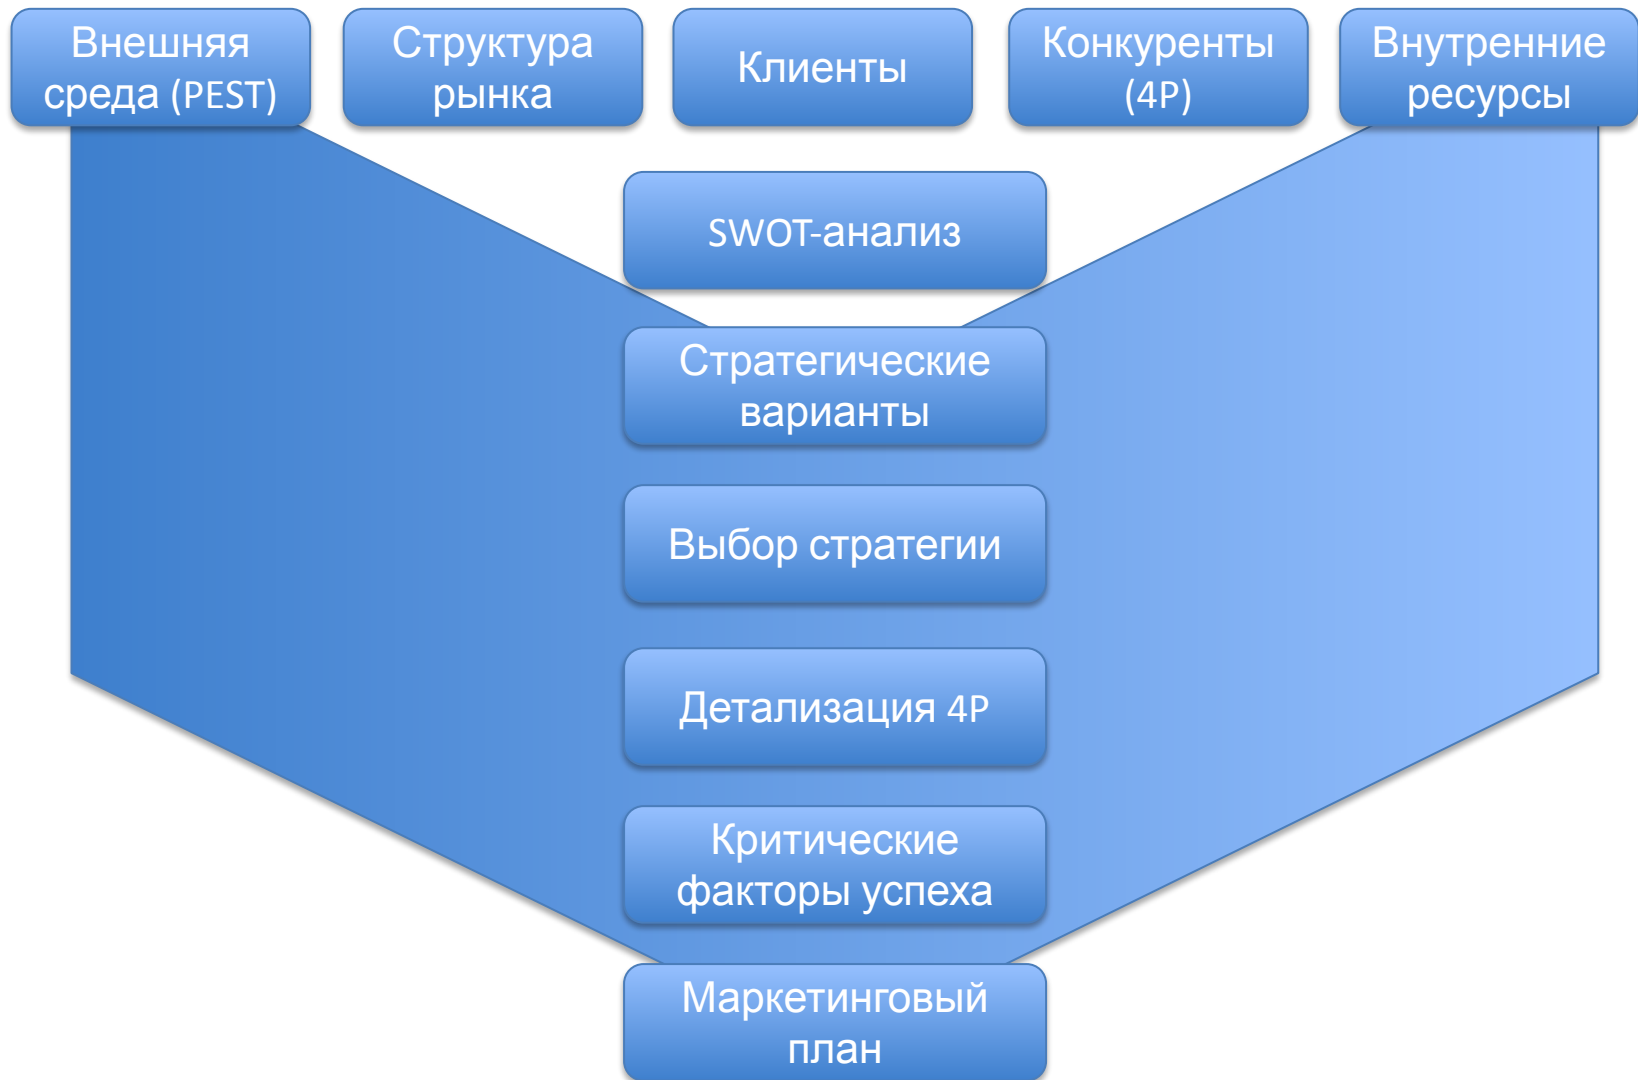 Внешняя
среда (PEST)
Структура
рынка
Клиенты
Конкуренты
(4P)
Внутренние
ресурсы
SWOT-анализ
Стратегические
варианты
Выбор стратегии
Детализация 4P
Критические
факторы успеха
Маркетинговый
план